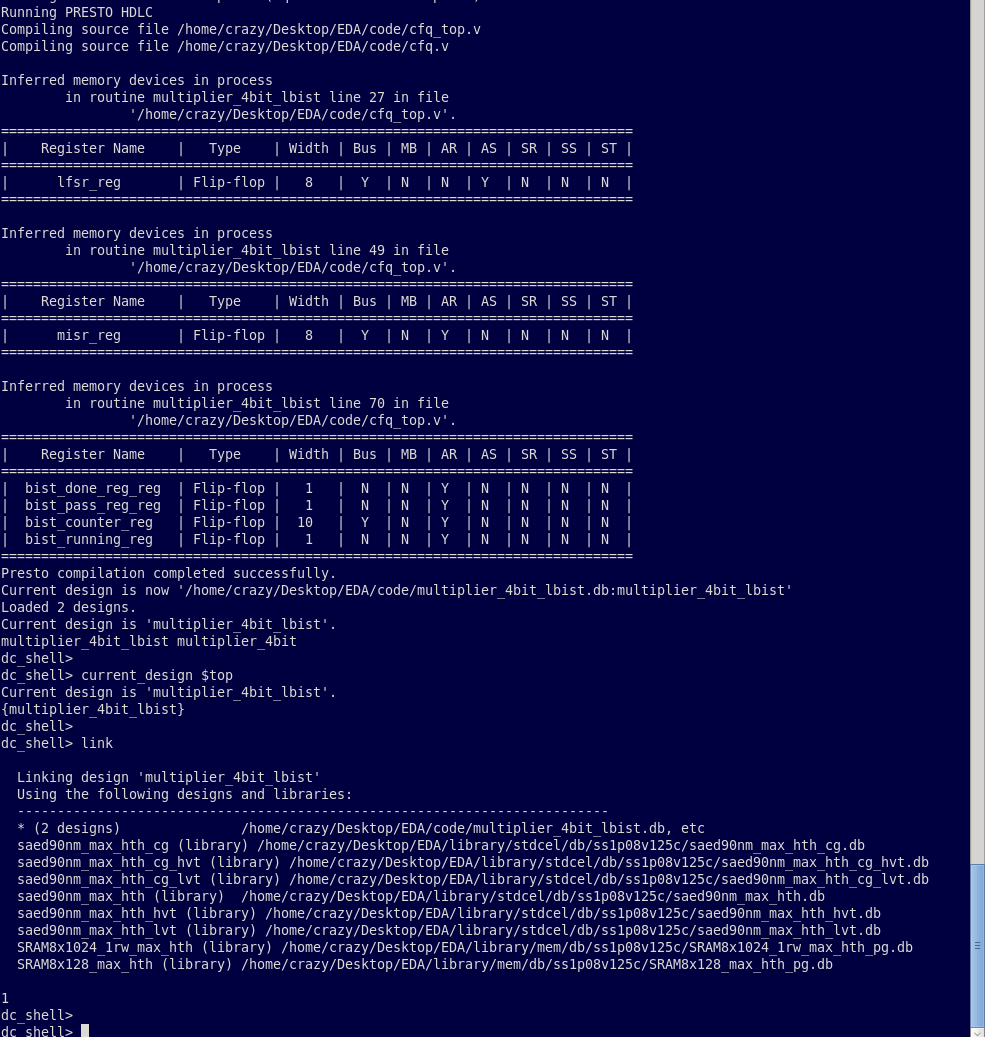 Running PRESTO HDLC
Compiling source file /home/crazy/Desktop/EDA/code/cfq_top.v
Compiling source file /home/crazy/Desktop/EDA/code/cfq.v
Inferred memory devices in process
in routine multiplier_4bit_lbist line 27 in file
'/home/crazy/Desktop/EDA/code/cfq_top.v'.
===============================================================================
| Register Name | Type | Width | Bus | MB | AR | AS | SR | SS | ST |
===============================================================================
| lfsr_reg | Flip-flop | 8 | Y | N | N | Y | N | N | N |
===============================================================================
Inferred memory devices in process
in routine multiplier_4bit_lbist line 49 in file
'/home/crazy/Desktop/EDA/code/cfq_top.v'.
===============================================================================
| Register Name | Type | Width | Bus | MB | AR | AS | SR | SS | ST |
===============================================================================
| misr_reg | Flip-flop | 8 | Y | N | Y | N | N | N | N |
===============================================================================
Inferred memory devices in process
in routine multiplier_4bit_lbist line 70 in file
'/home/crazy/Desktop/EDA/code/cfq_top.v'.
===============================================================================
| Register Name | Type | Width | Bus | MB | AR | AS | SR | SS | ST |
===============================================================================
| bist_done_reg_reg | Flip-flop | 1 | N | N | Y | N | N | N | N |
| bist_pass_reg_reg | Flip-flop | 1 | N | N | Y | N | N | N | N |
| bist_counter_reg | Flip-flop | 10 | Y | N | Y | N | N | N | N |
| bist_running_reg | Flip-flop | 1 | N | N | Y | N | N | N | N |
===============================================================================
Presto compilation completed successfully.
Current design is now '/home/crazy/Desktop/EDA/code/multiplier_4bit_lbist.db:multiplier_4bit_lbist'
Loaded 2 designs.
Current design is 'multiplier_4bit_lbist'.
multiplier_4bit_lbist multiplier_4bit
dc_shell>
dc_shell> current_design $top
Current design is 'multiplier_4bit_lbist'.
{multiplier_4bit_lbist}
dc_shell>
dc_shell> link
Linking design 'multiplier_4bit_lbist'
Using the following designs and libraries:
--------------------------------------------------------------------------
* (2 designs) /home/crazy/Desktop/EDA/code/multiplier_4bit_lbist.db, etc
saed90nm_max_hth_cg (library) /home/crazy/Desktop/EDA/library/stdcel/db/ss1p08v125c/saed90nm_max_hth_cg.db
saed90nm_max_hth_cg_hvt (library) /home/crazy/Desktop/EDA/library/stdcel/db/ss1p08v125c/saed90nm_max_hth_cg_hvt.db
saed90nm_max_hth_cg_lvt (library) /home/crazy/Desktop/EDA/library/stdcel/db/ss1p08v125c/saed90nm_max_hth_cg_lvt.db
saed90nm_max_hth (library) /home/crazy/Desktop/EDA/library/stdcel/db/ss1p08v125c/saed90nm_max_hth.db
saed90nm_max_hth_hvt (library) /home/crazy/Desktop/EDA/library/stdcel/db/ss1p08v125c/saed90nm_max_hth_hvt.db
saed90nm_max_hth_lvt (library) /home/crazy/Desktop/EDA/library/stdcel/db/ss1p08v125c/saed90nm_max_hth_lvt.db
SRAM8x1024_1rw_max_hth (library) /home/crazy/Desktop/EDA/library/mem/db/ss1p08v125c/SRAM8x1024_1rw_max_hth_pg.db
SRAM8x128_max_hth (library) /home/crazy/Desktop/EDA/library/mem/db/ss1p08v125c/SRAM8x128_max_hth_pg.db
1
dc_shell>
dc_shell>